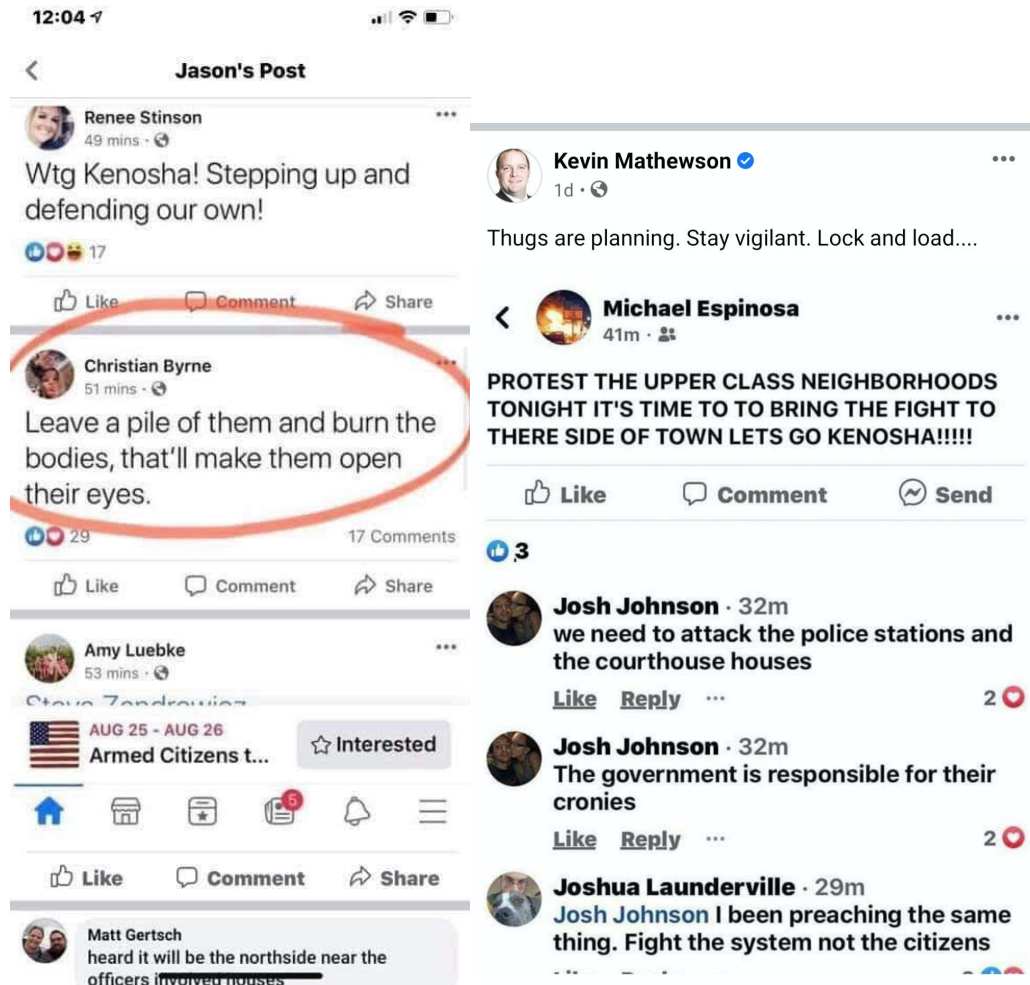 12:04
Jason's Post
Renee Stinson
49 mins ·
Wtg Kenosha! Stepping up and
defending our own!
17
Like Comment Share
Christian Byrne
51 mins ·
Leave a pile of them and burn the
bodies, that'll make them open
their eyes.
29 17 Comments
Like Comment Share
Amy Luebke
53 mins ·
AUG 25 - AUG 26
Armed Citizens t...
Interested
5
Like Comment Share
Matt Gertsch
heard it will be the northside near the
officers involved houses
Kevin Mathewson
1d ·
Thugs are planning. Stay vigilant. Lock and load....
Michael Espinosa
41m ·
PROTEST THE UPPER CLASS NEIGHBORHOODS
TONIGHT IT'S TIME TO TO BRING THE FIGHT TO
THERE SIDE OF TOWN LETS GO KENOSHA!!!!!
Like Comment Send
3
Josh Johnson · 32m
we need to attack the police stations and
the courthouse houses
Like Reply ... 2
Josh Johnson · 32m
The government is responsible for their
cronies
Like Reply ... 2
Joshua Launderville · 29m
Josh Johnson I been preaching the same
thing. Fight the system not the citizens